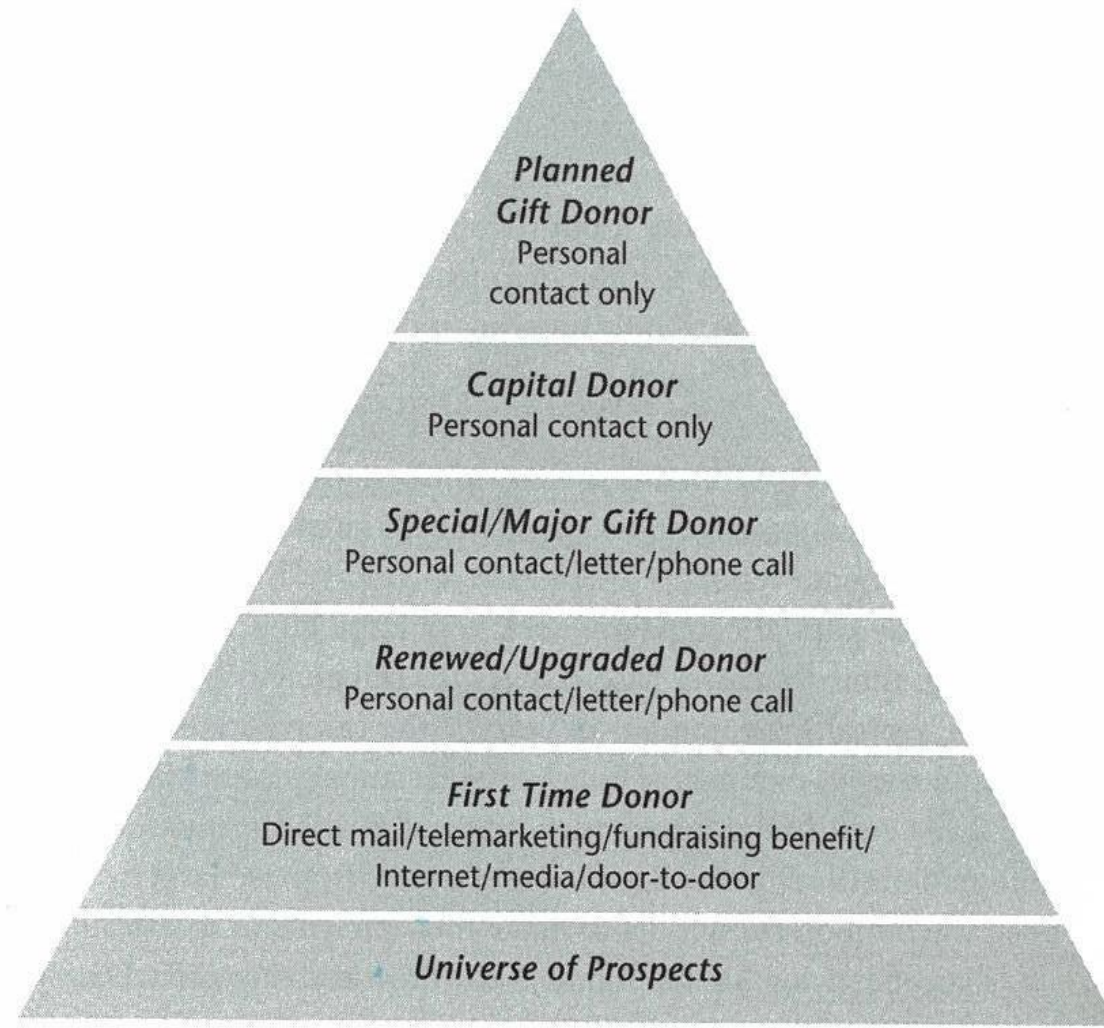 Planned
Gift Donor
Personal
contact only
Capital Donor
Personal contact only
Special/Major Gift Donor
Personal contact/letter/phone call
Renewed/Upgraded Donor
Personal contact/letter/phone call
First Time Donor
Direct mail/telemarketing/fundraising benefit/
Internet/media/door-to-door
Universe of Prospects